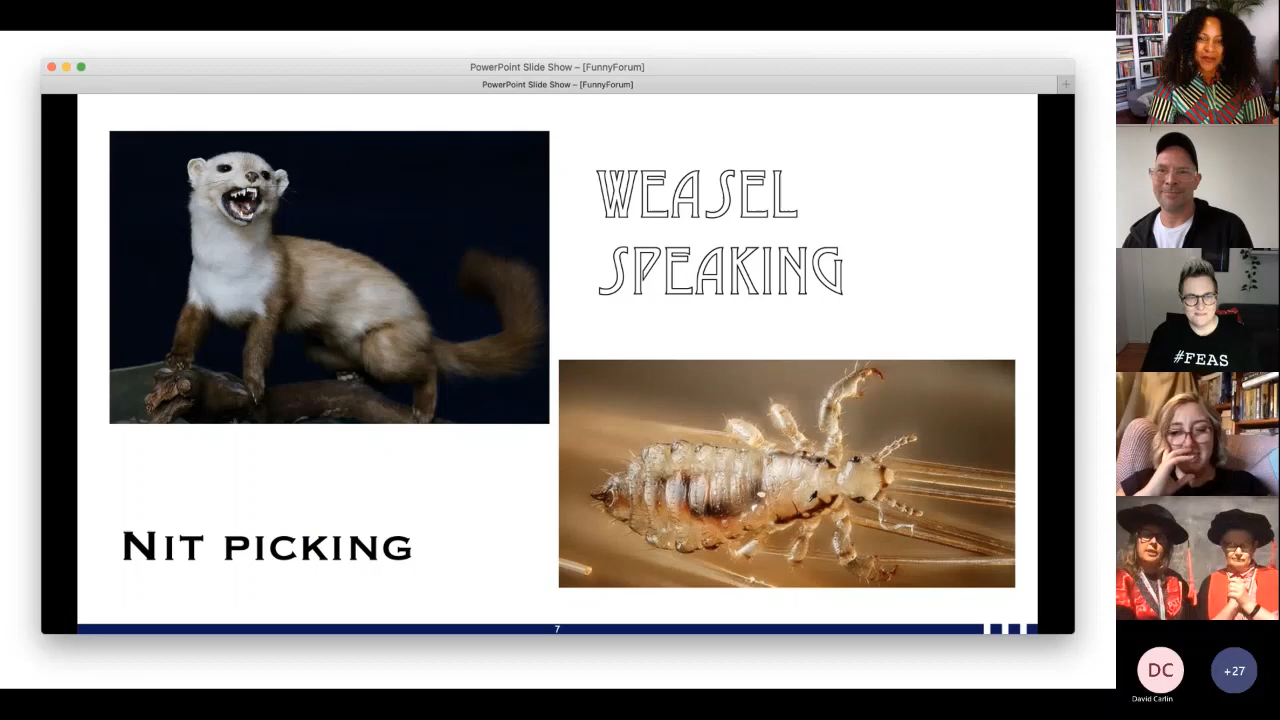 PowerPoint Slide Show – [FunnyForum]
PowerPoint Slide Show – [FunnyForum]
WEASEL
SPEAKING
NIT PICKING
7
#FEAS
DC
David Carlin
+27